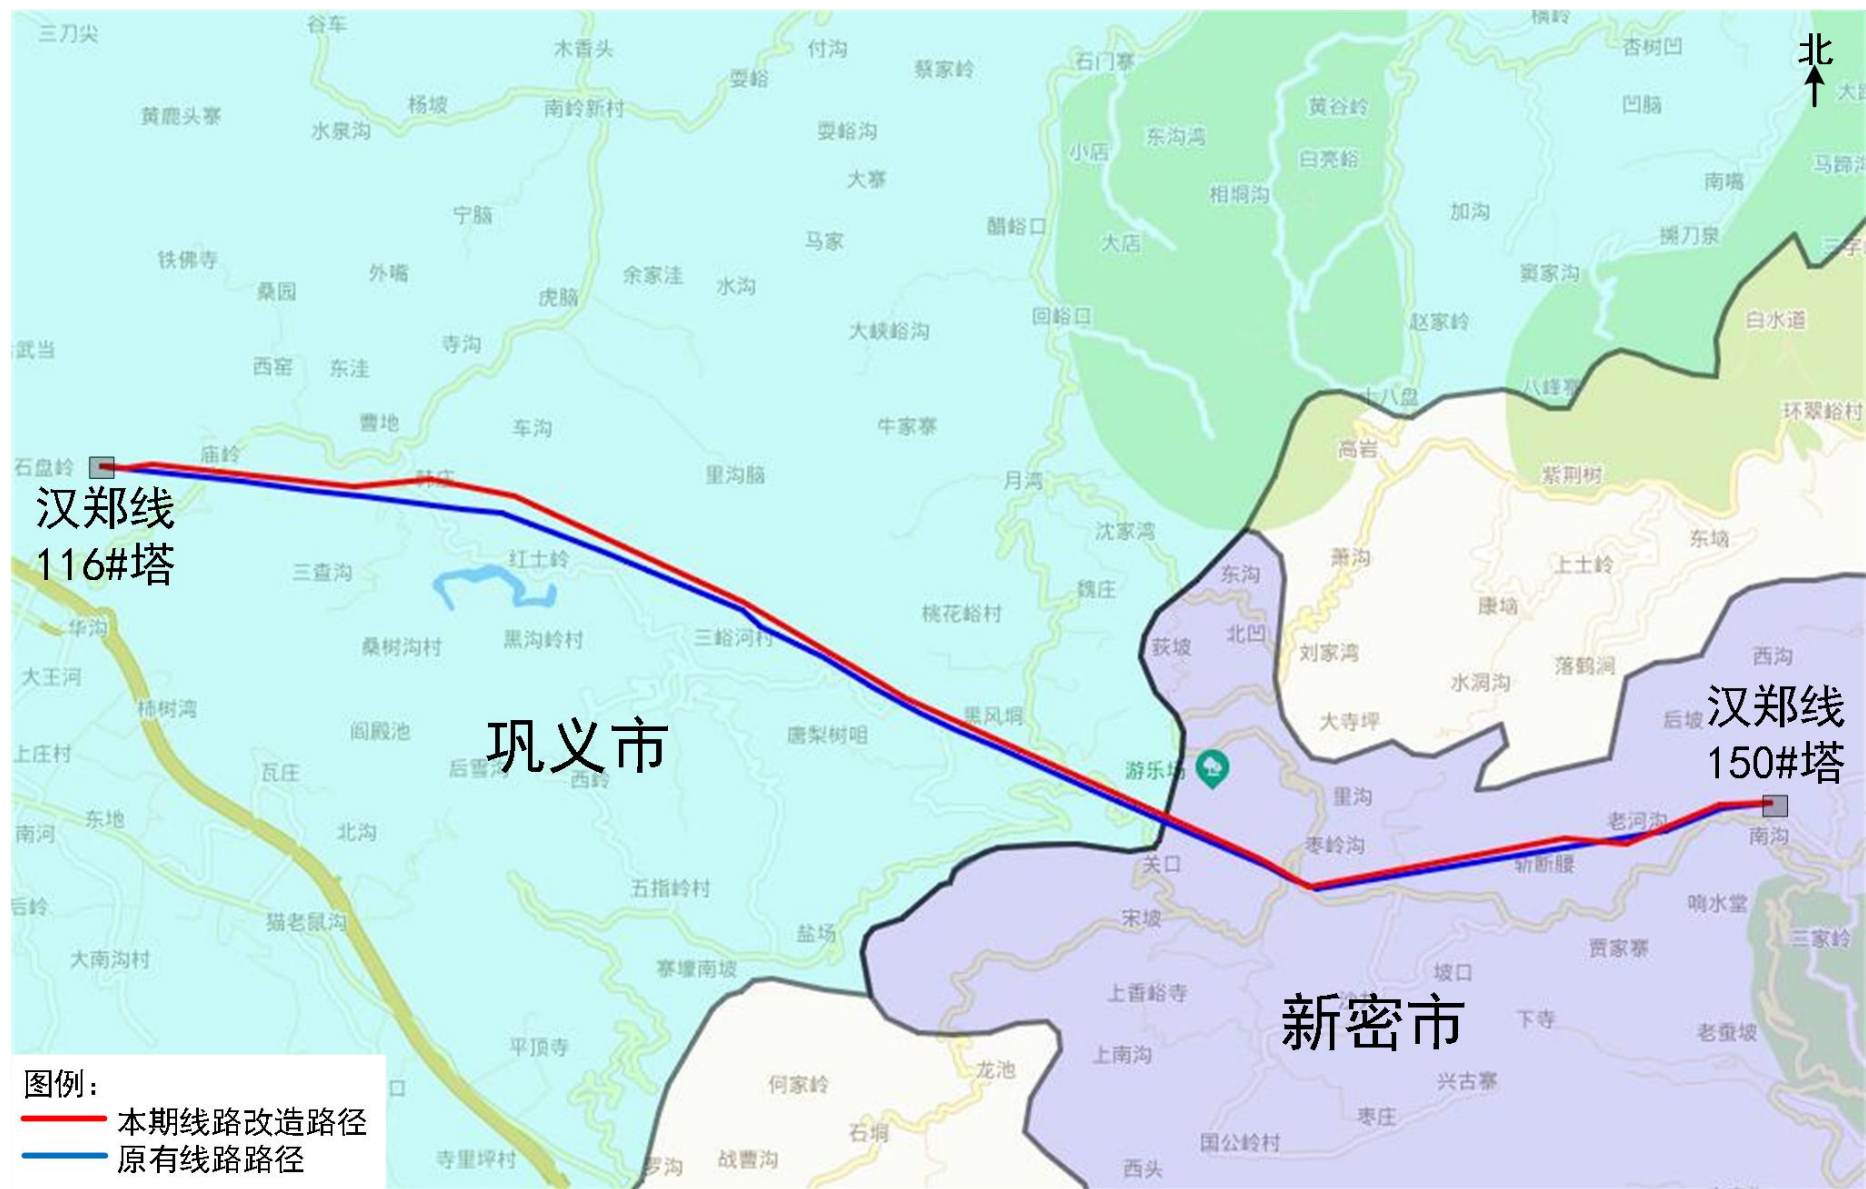 三刀尖
谷车
木香头
付沟
蔡家岭
石门寨
横岭
杏树凹
北
耍峪
杨坡
南岭新村
黄谷岭
凹脑
黄鹿头寨
水泉沟
耍峪沟
东沟湾
小店
白亮峪
马蹄沟
大寨
南嘴
相垌沟
宁脑
加沟
醋峪口
马家
大店
搠刀泉
铁佛寺
外嘴
余家洼
水沟
窦家沟
桑园
虎脑
回峪口
赵家岭
白水道
大峡峪沟
武当
寺沟
西窑
东洼
十八盘
八峰寨
环翠峪村
曹地
车沟
牛家寨
高岩
庙岭
石盘岭
韩庄
里沟脑
月湾
紫荆树
汉郑线
116#塔
沈家湾
东垴
红土岭
萧沟
上士岭
三查沟
东沟
魏庄
康垴
桃花峪村
华沟
桑树沟村
黑沟岭村
三峪河村
荻坡
北凹
刘家湾
西沟
落鹤涧
大王河
水洞沟
柿树湾
黑风垌
大寺坪
后坡
汉郑线
150#塔
阎殿池
唐梨树咀
巩义市
上庄村
瓦庄
后雪沟
西岭
游乐场
里沟
东地
南河
北沟
老河沟
南沟
枣岭沟
关口
斩断腰
五指岭村
后岭
猫老鼠沟
宋坡
响水堂
盐场
三家岭
大南沟村
寨壕南坡
贾家寨
坡口
上香峪寺
新密市
下寺
老蚕坡
平顶寺
上南沟
龙池
何家岭
兴古寨
口
图例：
本期线路改造路径
原有线路路径
枣庄
石垌
国公岭村
寺里坪村
罗沟
战曹沟
西头